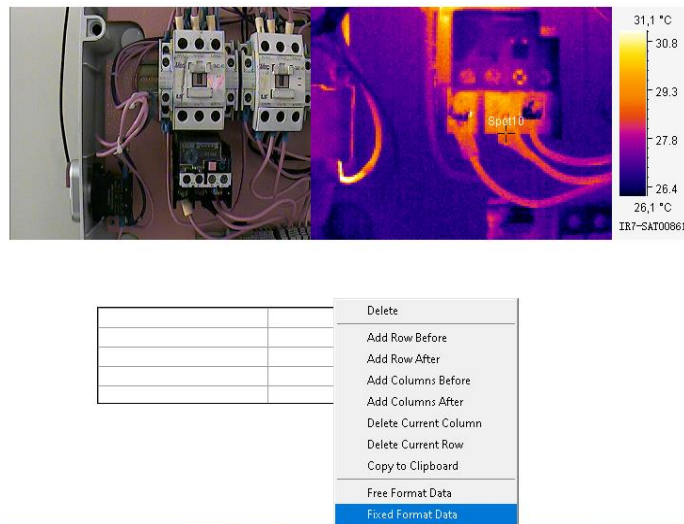 31,1 °C
30.8
29.3
27.8
26.4
26,1 °C
IR7-SAT00861
Spot10
LS
Delete
Add Row Before
Add Row After
Add Columns Before
Add Columns After
Delete Current Column
Delete Current Row
Copy to Clipboard
Free Format Data
Fixed Format Data